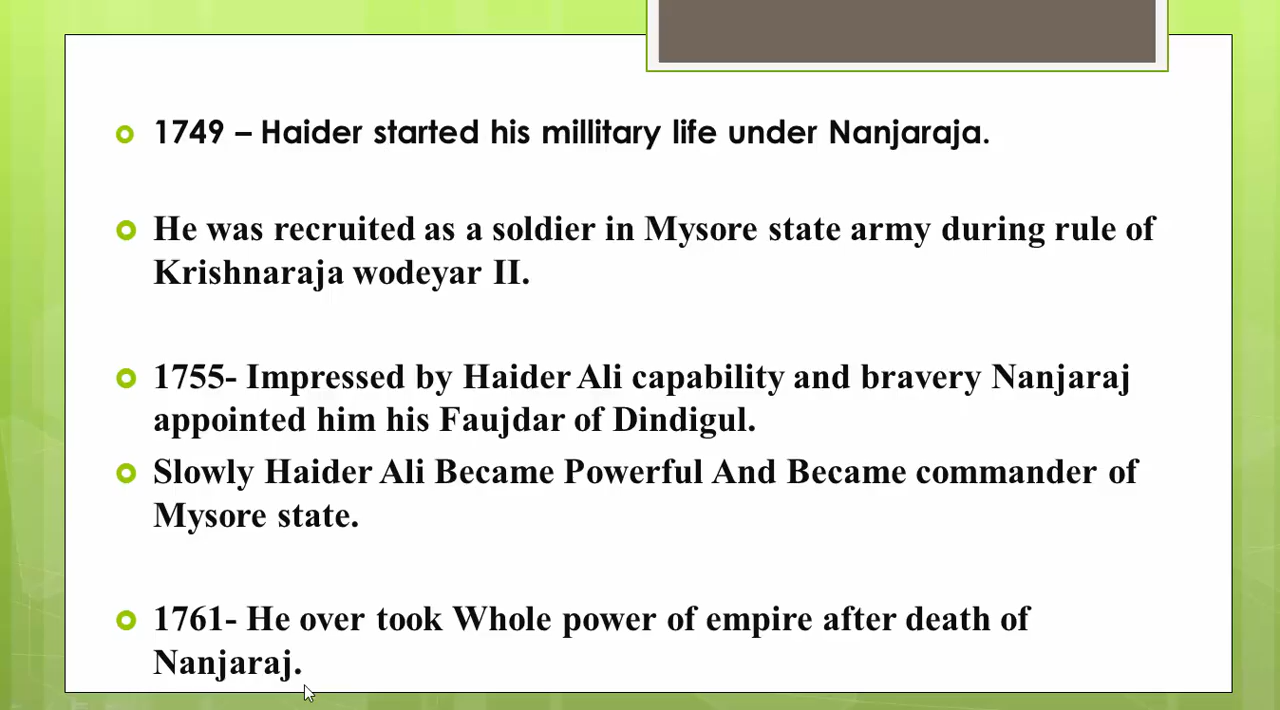 1749 – Haider started his millitary life under Nanjaraja.
He was recruited as a soldier in Mysore state army during rule of
Krishnaraja wodeyar II.
1755- Impressed by Haider Ali capability and bravery Nanjaraj
appointed him his Faujdar of Dindigul.
Slowly Haider Ali Became Powerful And Became commander of
Mysore state.
1761- He over took Whole power of empire after death of
Nanjaraj.